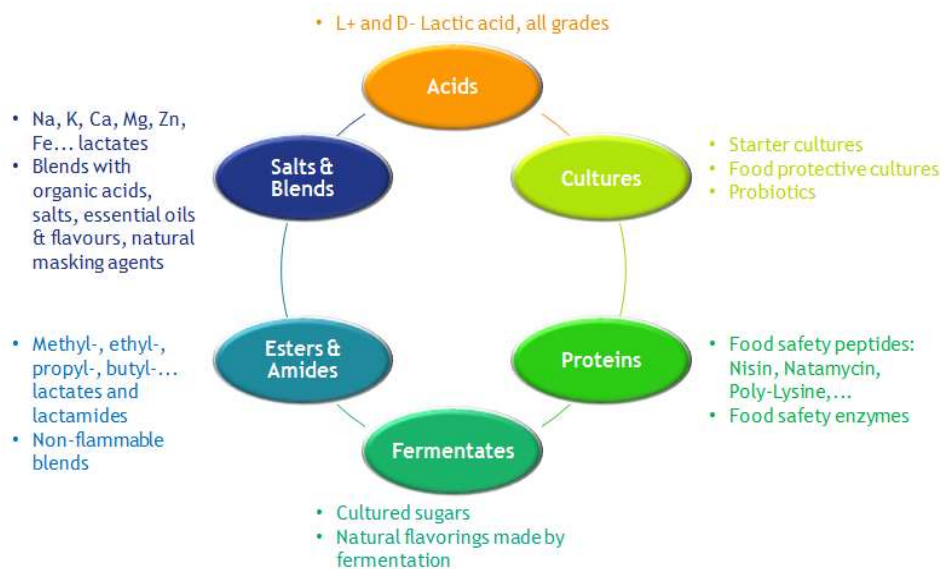 • L+ and D- Lactic acid, all grades
Acids
• Na, K, Ca, Mg, Zn,
Fe... lactates
• Blends with
organic acids,
salts, essential oils
& flavours, natural
masking agents
Salts &
Blends
Cultures
• Starter cultures
• Food protective cultures
• Probiotics
• Methyl-, ethyl-,
propyl-, butyl-...
lactates and
lactamides
• Non-flammable
blends
Esters &
Amides
Proteins
• Food safety peptides:
Nisin, Natamycin,
Poly-Lysine,...
• Food safety enzymes
Fermentates
• Cultured sugars
• Natural flavorings made by
fermentation